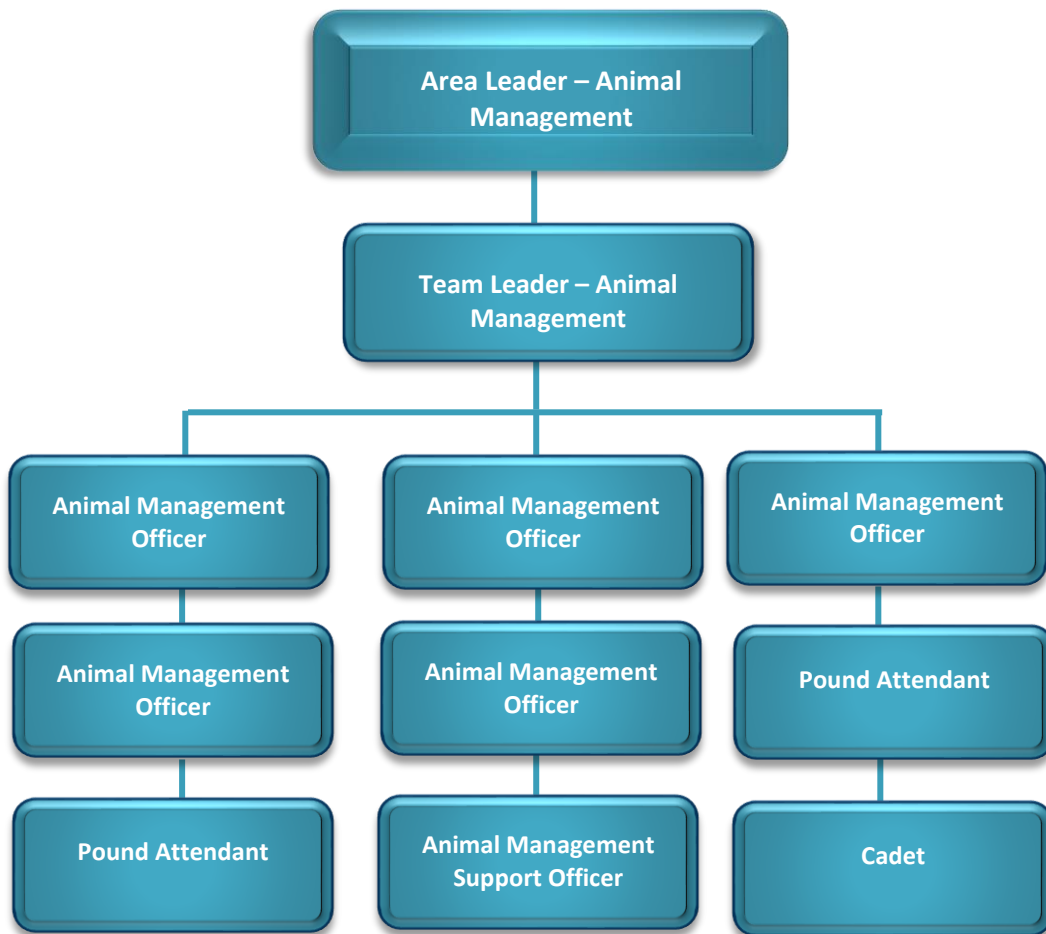 Area Leader – Animal
Management
Team Leader – Animal
Management
Animal Management
Officer
Animal Management
Officer
Animal Management
Officer
Animal Management
Officer
Animal Management
Officer
Pound Attendant
Pound Attendant
Animal Management
Support Officer
Cadet